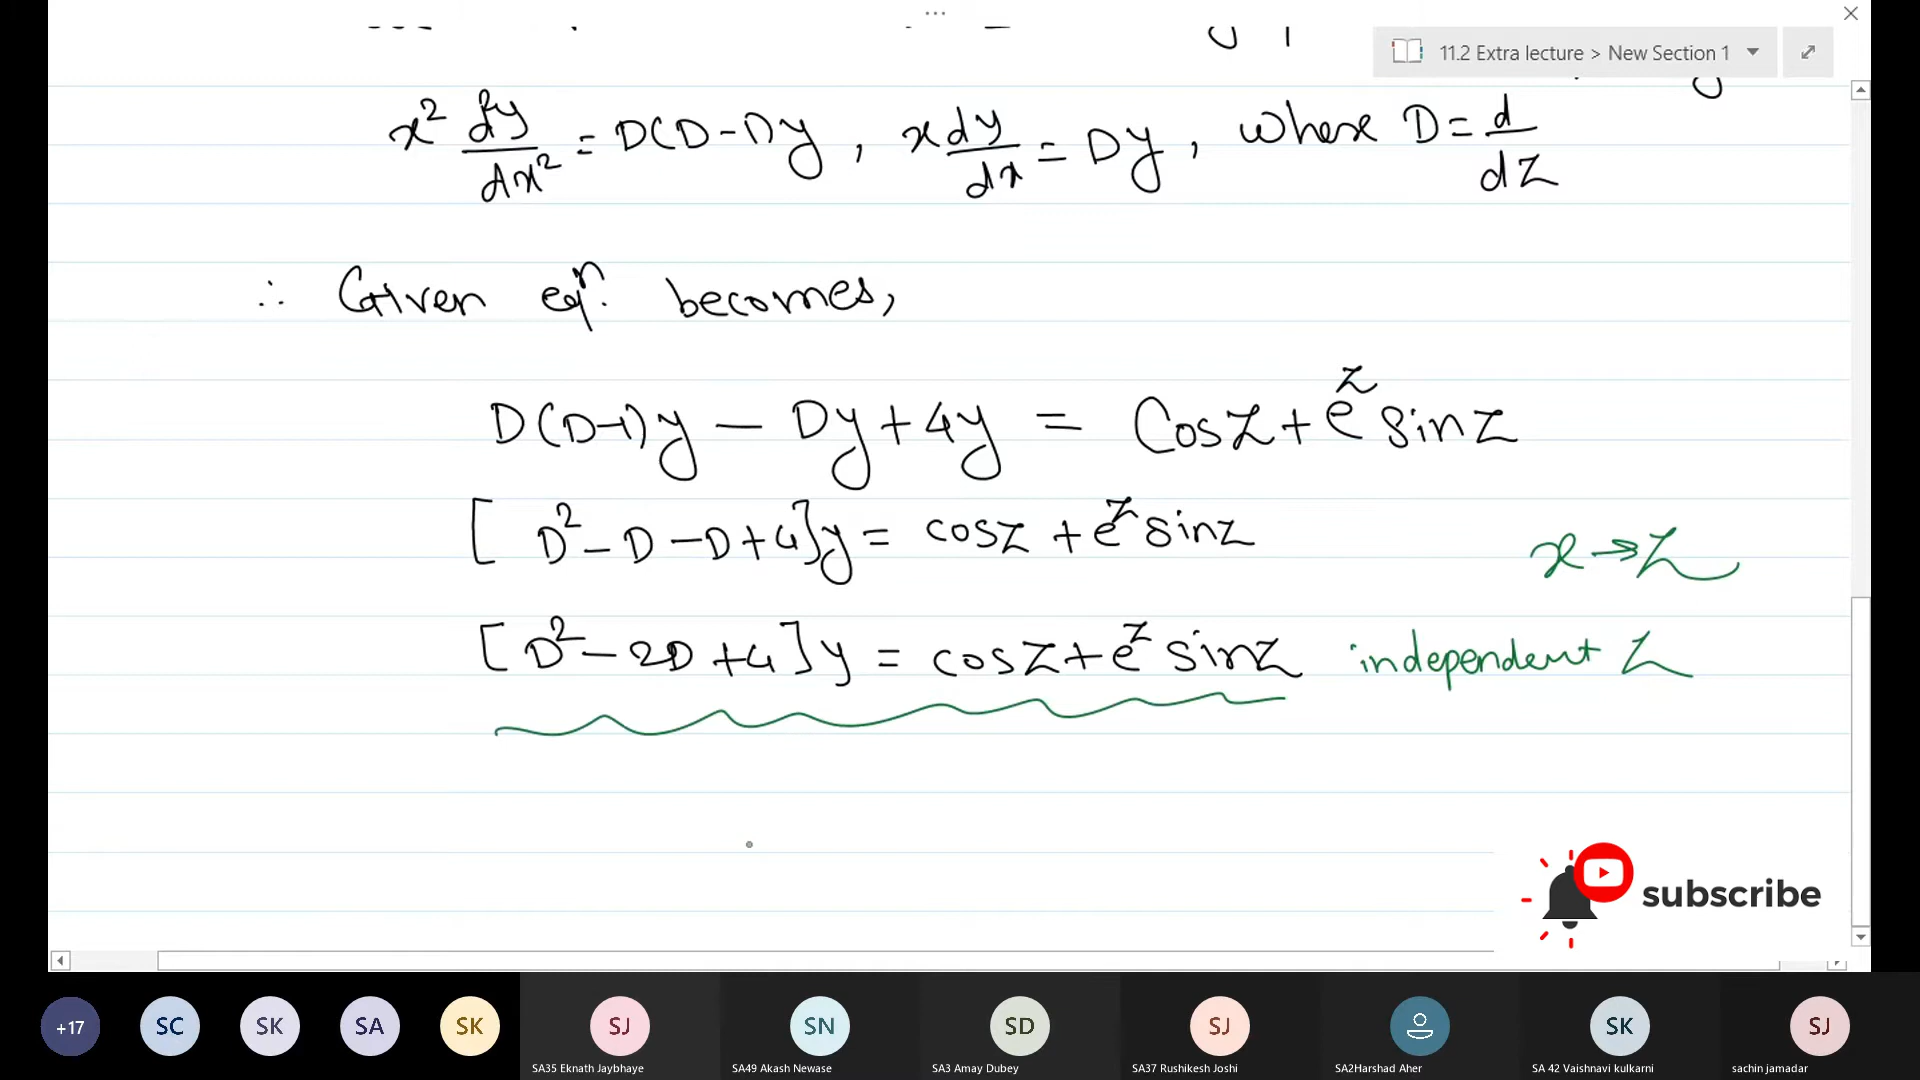 11.2 Extra lecture > New Section 1
x² d²y/dx² = D(D-1)y , x dy/dx = Dy , where D = d/dz
∴ Given eqn. becomes,
D(D-1)y - Dy + 4y = Cosz + e^z sinz
[ D² - D - D + 4 ] y = cosz + e^z sinz
x → z
[ D² - 2D + 4 ] y = cosz + e^z sinz independent z
subscribe
+17 SC SK SA SK SJ SN SD SJ SK SJ
SA35 Eknath Jaybhaye SA49 Akash Newase SA3 Amay Dubey SA37 Rushikesh Joshi SA2Harshad Aher SA 42 Vaishnavi kulkarni sachin jamadar